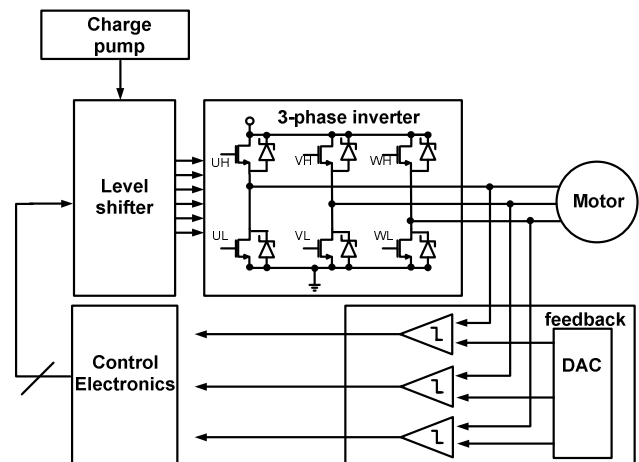 Charge
pump
3-phase inverter
UH
VH
WH
Level
shifter
Motor
UL
VL
WL
feedback
Control
Electronics
DAC